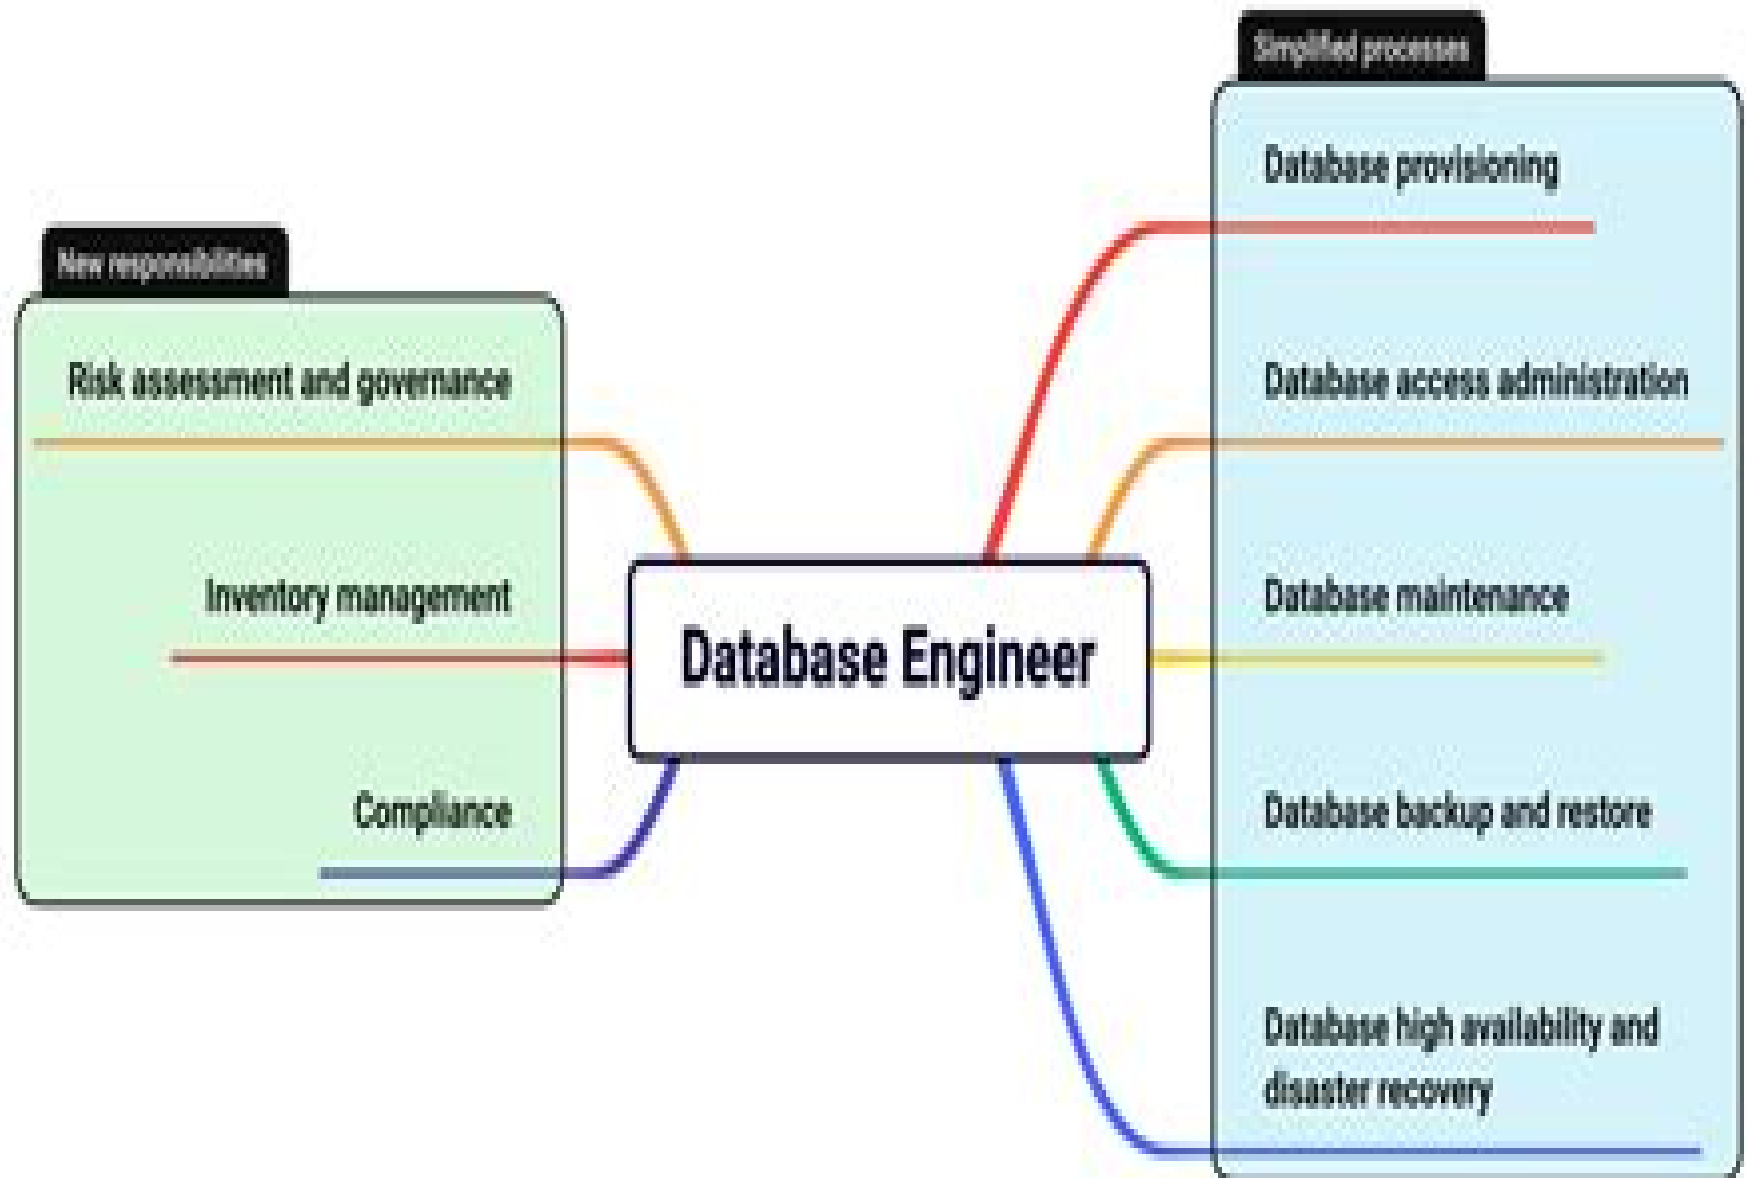 New responsibilities
Risk assessment and governance
Inventory management
Compliance
Database Engineer
Simplified processes
Database provisioning
Database access administration
Database maintenance
Database backup and restore
Database high availability and
disaster recovery